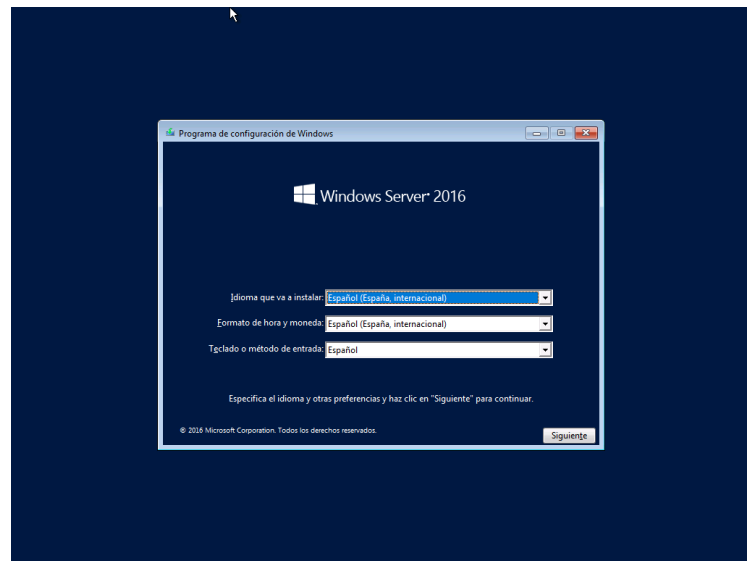 Programa de configuración de Windows
Windows Server® 2016
Idioma que va a instalar: Español (España, internacional)
Formato de hora y moneda: Español (España, internacional)
Teclado o método de entrada: Español
Especifica el idioma y otras preferencias y haz clic en "Siguiente" para continuar.
© 2016 Microsoft Corporation. Todos los derechos reservados.
Siguiente